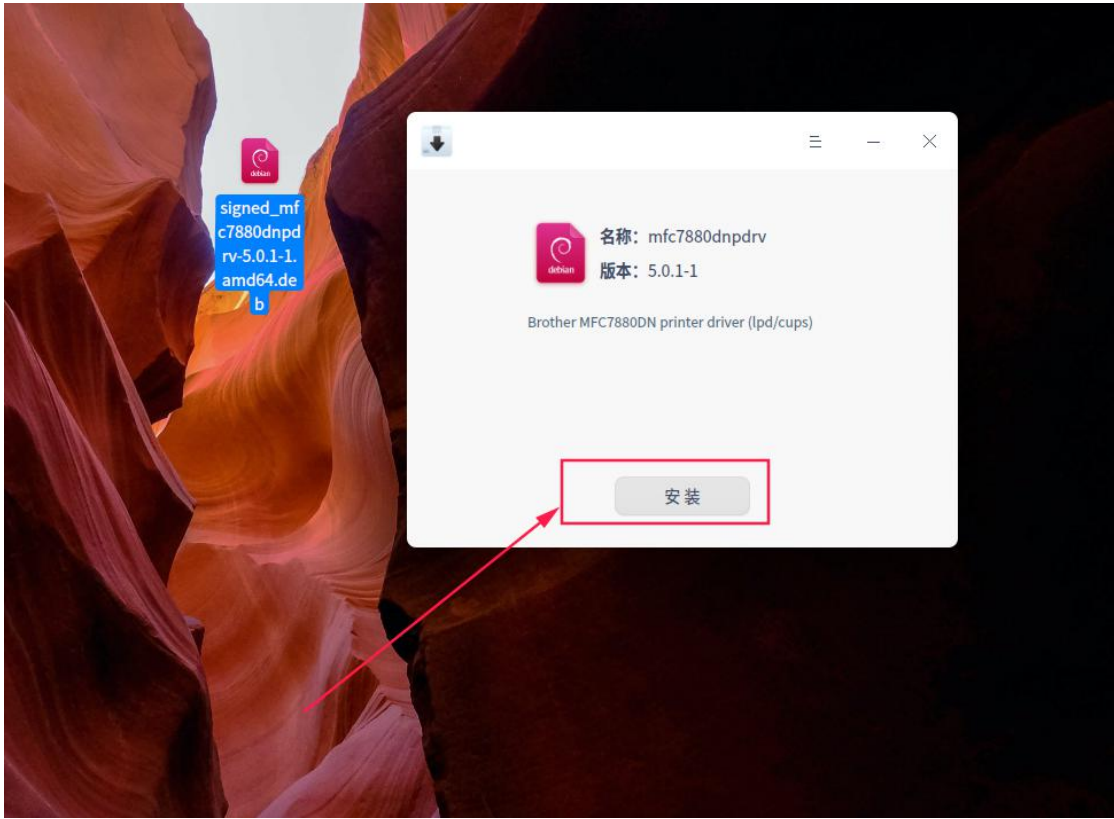 debian
signed_mf
c7880dnpd
rv-5.0.1-1.
amd64.de
b
debian
名称： mfc7880dnpdrv
版本： 5.0.1-1
Brother MFC7880DN printer driver (lpd/cups)
安 装